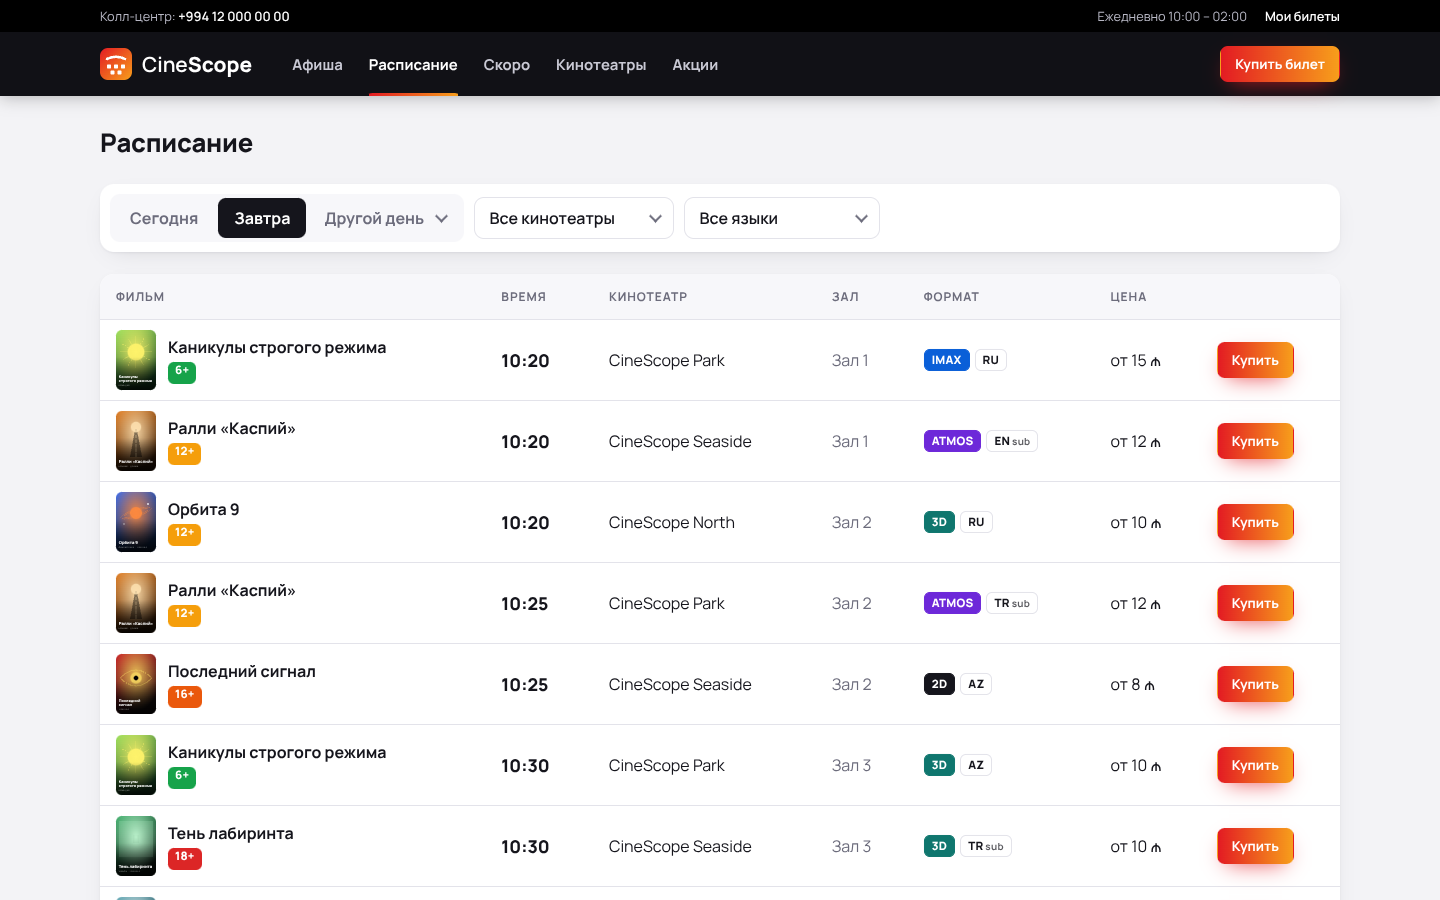 Колл-центр: +994 12 000 00 00
Ежедневно 10:00 – 02:00
Мои билеты
CineScope
Афиша
Расписание
Скоро
Кинотеатры
Акции
Купить билет
Расписание
Сегодня
Завтра
Другой день
Все кинотеатры
Все языки
ФИЛЬМ
ВРЕМЯ
КИНОТЕАТР
ЗАЛ
ФОРМАТ
ЦЕНА
Каникулы строгого режима
6+
10:20
CineScope Park
Зал 1
IMAX
RU
от 15 ₼
Купить
Ралли «Каспий»
12+
10:20
CineScope Seaside
Зал 1
ATMOS
EN sub
от 12 ₼
Купить
Орбита 9
12+
10:20
CineScope North
Зал 2
3D
RU
от 10 ₼
Купить
Ралли «Каспий»
12+
10:25
CineScope Park
Зал 2
ATMOS
TR sub
от 12 ₼
Купить
Последний сигнал
16+
10:25
CineScope Seaside
Зал 2
2D
AZ
от 8 ₼
Купить
Каникулы строгого режима
6+
10:30
CineScope Park
Зал 3
3D
AZ
от 10 ₼
Купить
Тень лабиринта
18+
10:30
CineScope Seaside
Зал 3
3D
TR sub
от 10 ₼
Купить